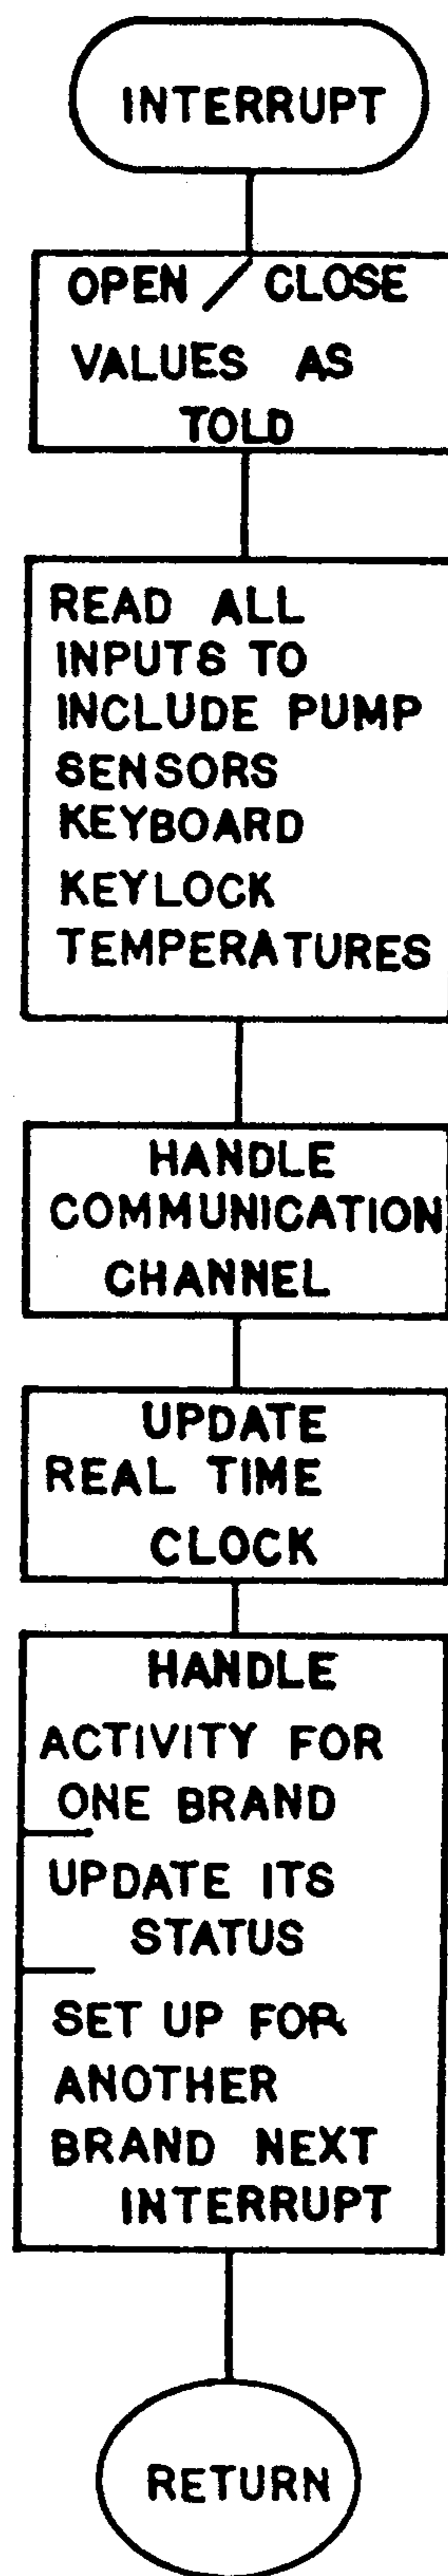 INTERRUPT
OPEN / CLOSE
VALUES AS
TOLD
READ ALL
INPUTS TO
INCLUDE PUMP
SENSORS
KEYBOARD
KEYLOCK
TEMPERATURES
HANDLE
COMMUNICATION
CHANNEL
UPDATE
REAL TIME
CLOCK
HANDLE
ACTIVITY FOR
ONE BRAND
UPDATE ITS
STATUS
SET UP FOR
ANOTHER
BRAND NEXT
INTERRUPT
RETURN